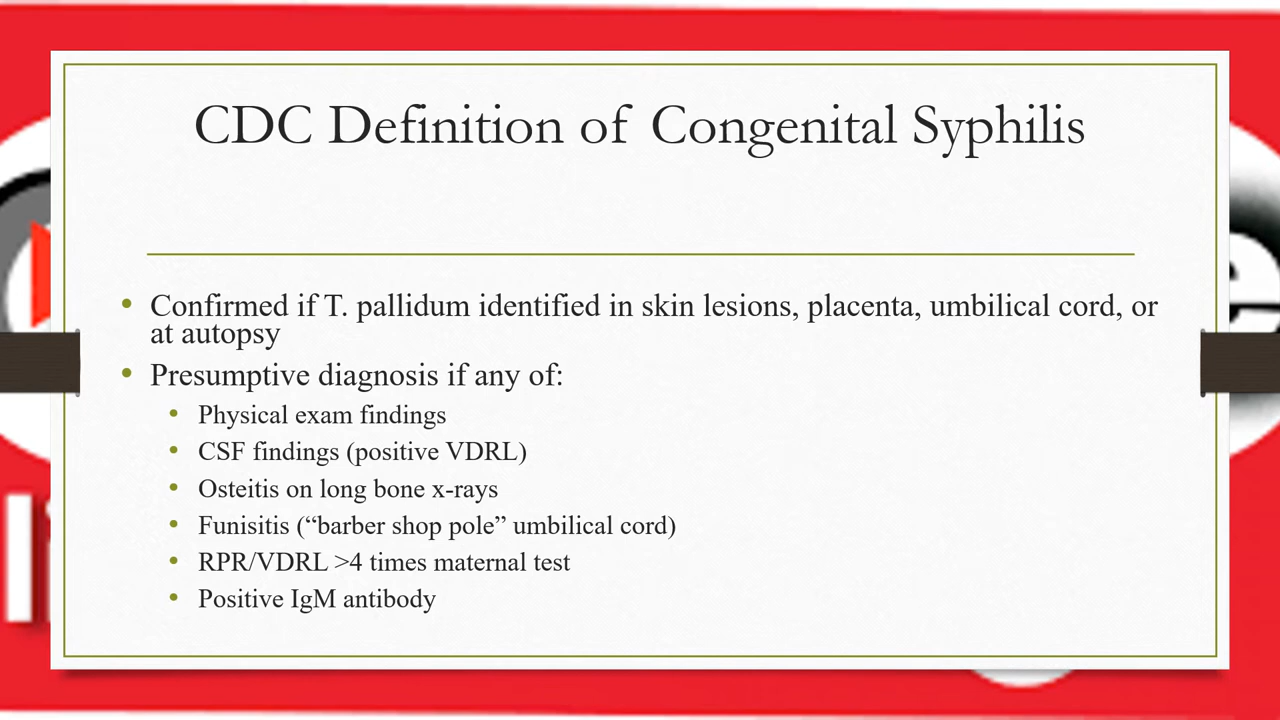 CDC Definition of Congenital Syphilis
• Confirmed if T. pallidum identified in skin lesions, placenta, umbilical cord, or
at autopsy
• Presumptive diagnosis if any of:
• Physical exam findings
• CSF findings (positive VDRL)
• Osteitis on long bone x-rays
• Funisitis (“barber shop pole” umbilical cord)
• RPR/VDRL >4 times maternal test
• Positive IgM antibody